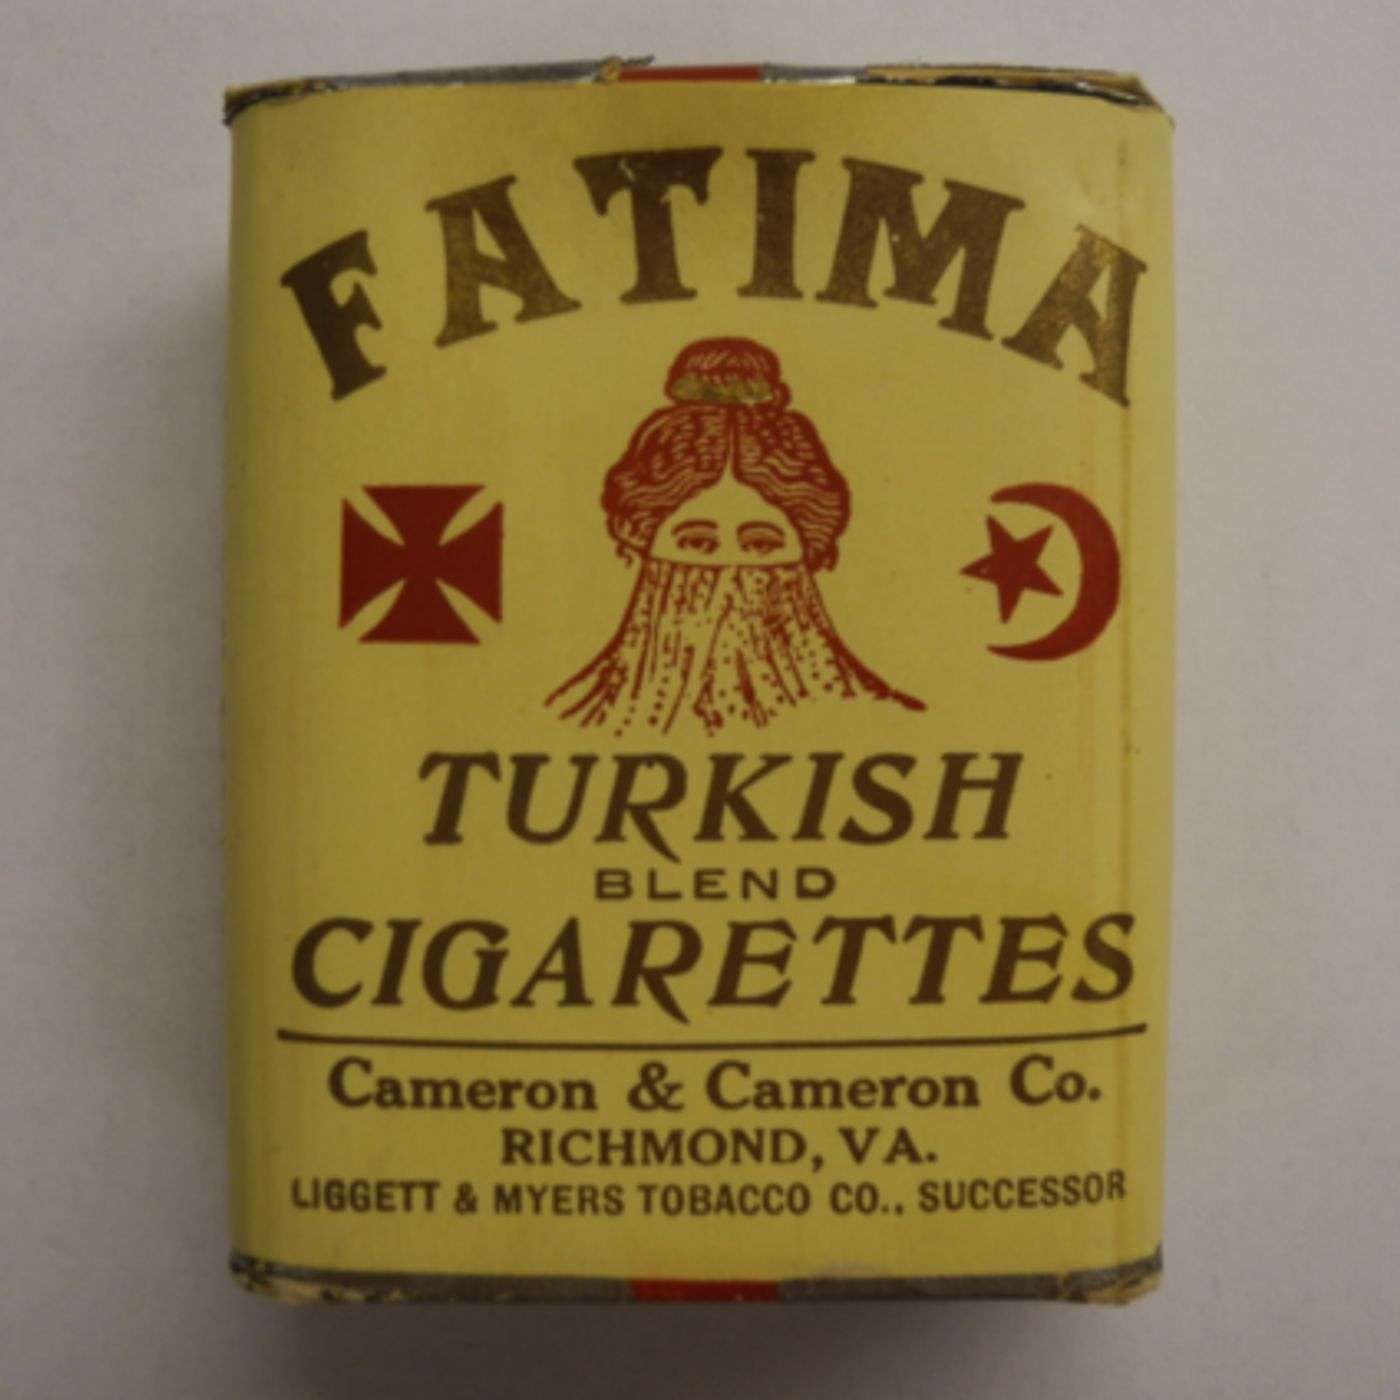 FATIMA
TURKISH
BLEND
CIGARETTES
Cameron & Cameron Co.
RICHMOND, VA.
LIGGETT & MYERS TOBACCO CO., SUCCESSOR